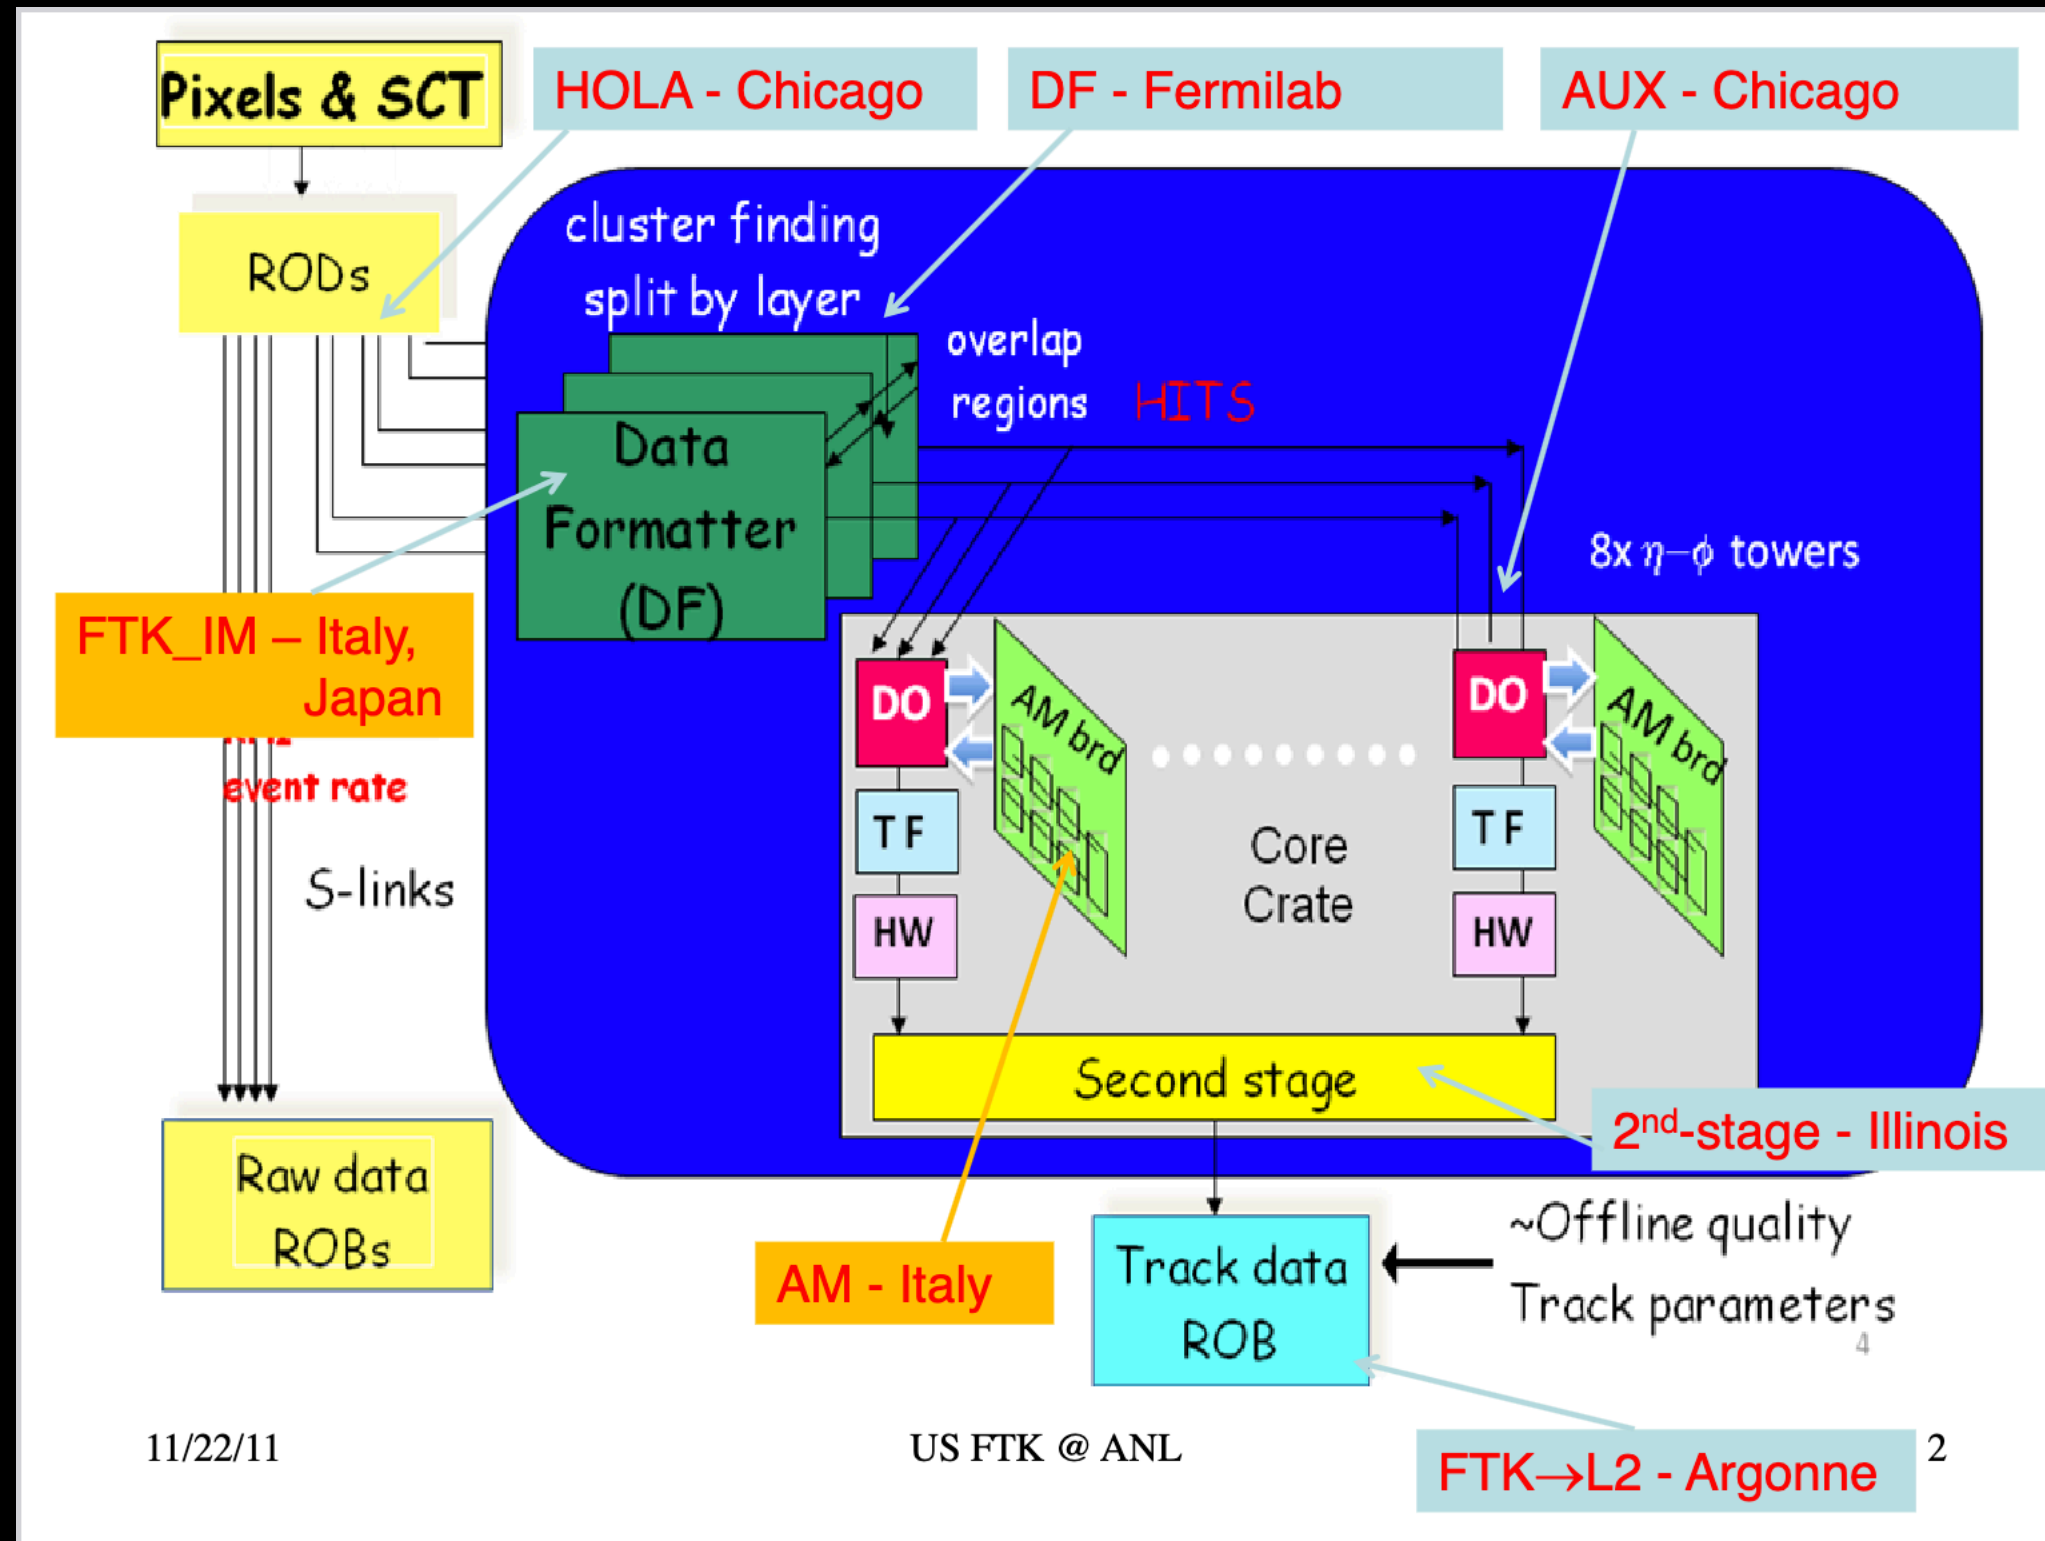 Pixels & SCT
HOLA - Chicago
DF - Fermilab
AUX - Chicago
RODs
cluster finding
split by layer
overlap
regions
HITS
Data
Formatter
(DF)
8x η–ϕ towers
FTK_IM – Italy,
Japan
event rate
S-links
DO
AM brd
TF
HW
Core
Crate
DO
AM brd
TF
HW
Second stage
2nd-stage - Illinois
Raw data
ROBs
AM - Italy
Track data
ROB
~Offline quality
Track parameters
4
11/22/11
US FTK @ ANL
FTK→L2 - Argonne
2